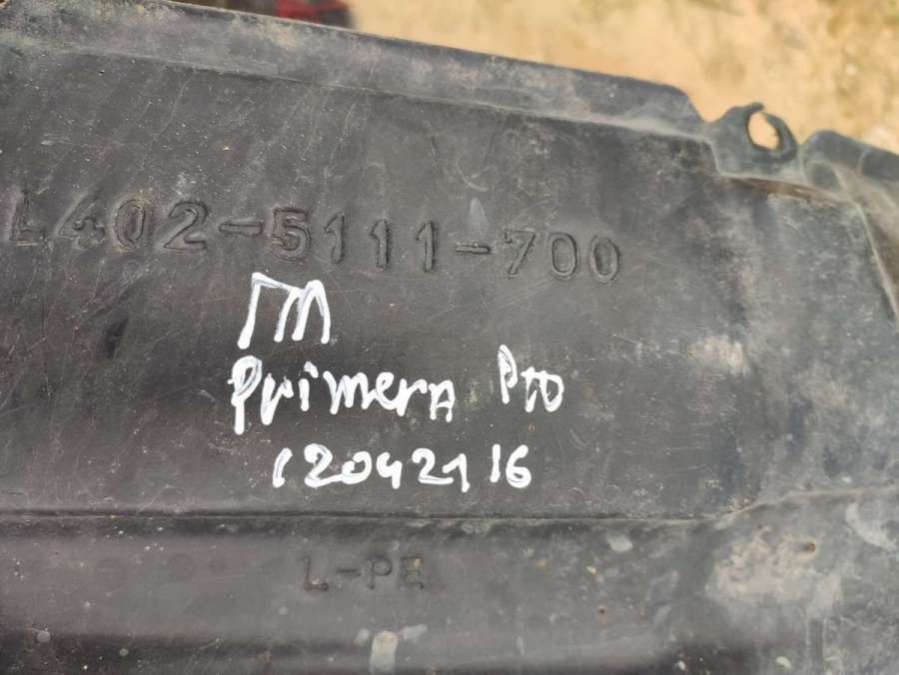 L402-5111-700
ПЛ
Primera P10
12042116
L-PE